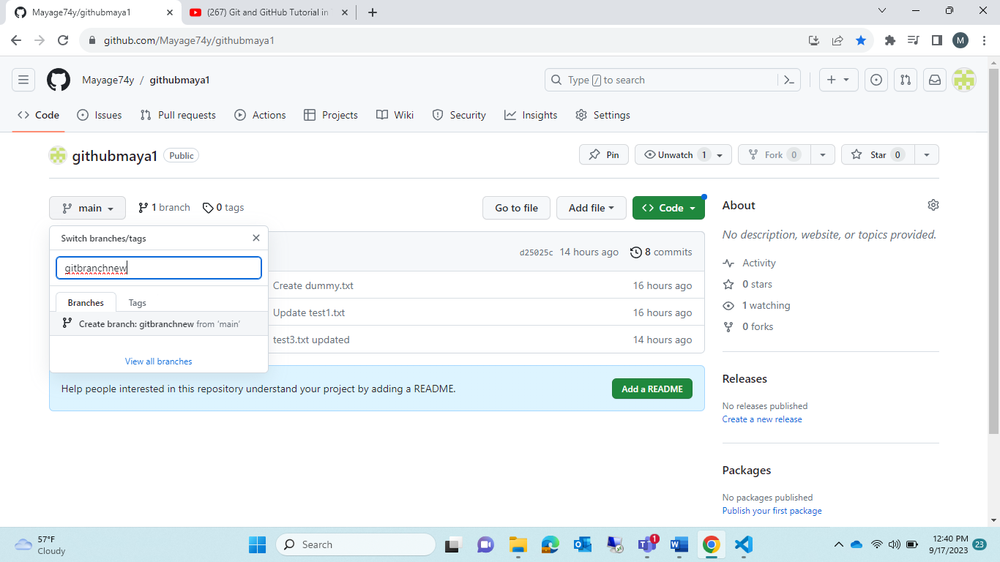 Mayage74y/githubmaya1
(267) Git and GitHub Tutorial in
github.com/Mayage74y/githubmaya1
M
Mayage74y / githubmaya1
Type / to search
Code Issues Pull requests Actions Projects Wiki Security Insights Settings
githubmaya1 Public
Pin Unwatch 1 Fork 0 Star 0
main 1 branch 0 tags
Go to file Add file <> Code
Switch branches/tags
gitbranchnew
Branches Tags
Create branch: gitbranchnew from ‘main’
View all branches
d25025c 14 hours ago 8 commits
Create dummy.txt 16 hours ago
Update test1.txt 16 hours ago
test3.txt updated 14 hours ago
Help people interested in this repository understand your project by adding a README.
Add a README
About
No description, website, or topics provided.
Activity
0 stars
1 watching
0 forks
Releases
No releases published
Create a new release
Packages
No packages published
Publish your first package
57°F
Cloudy
Search
1
12:40 PM
9/17/2023
23